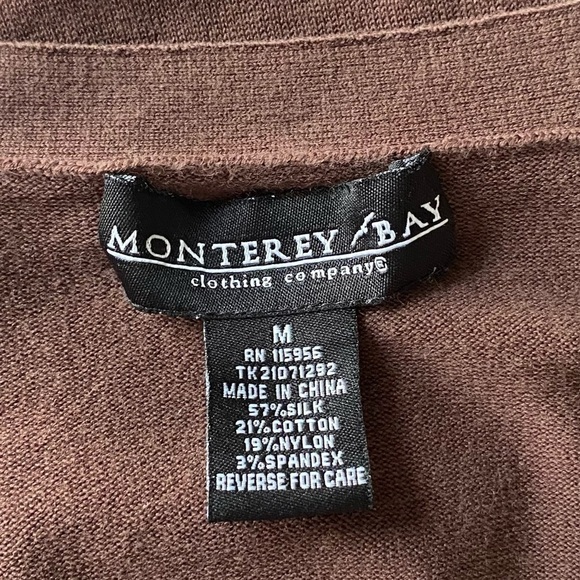 MONTEREY BAY
clothing company®
M
RN 115956
TK21071292
MADE IN CHINA
57%SILK
21%COTTON
19%NYLON
3%SPANDEX
REVERSE FOR CARE